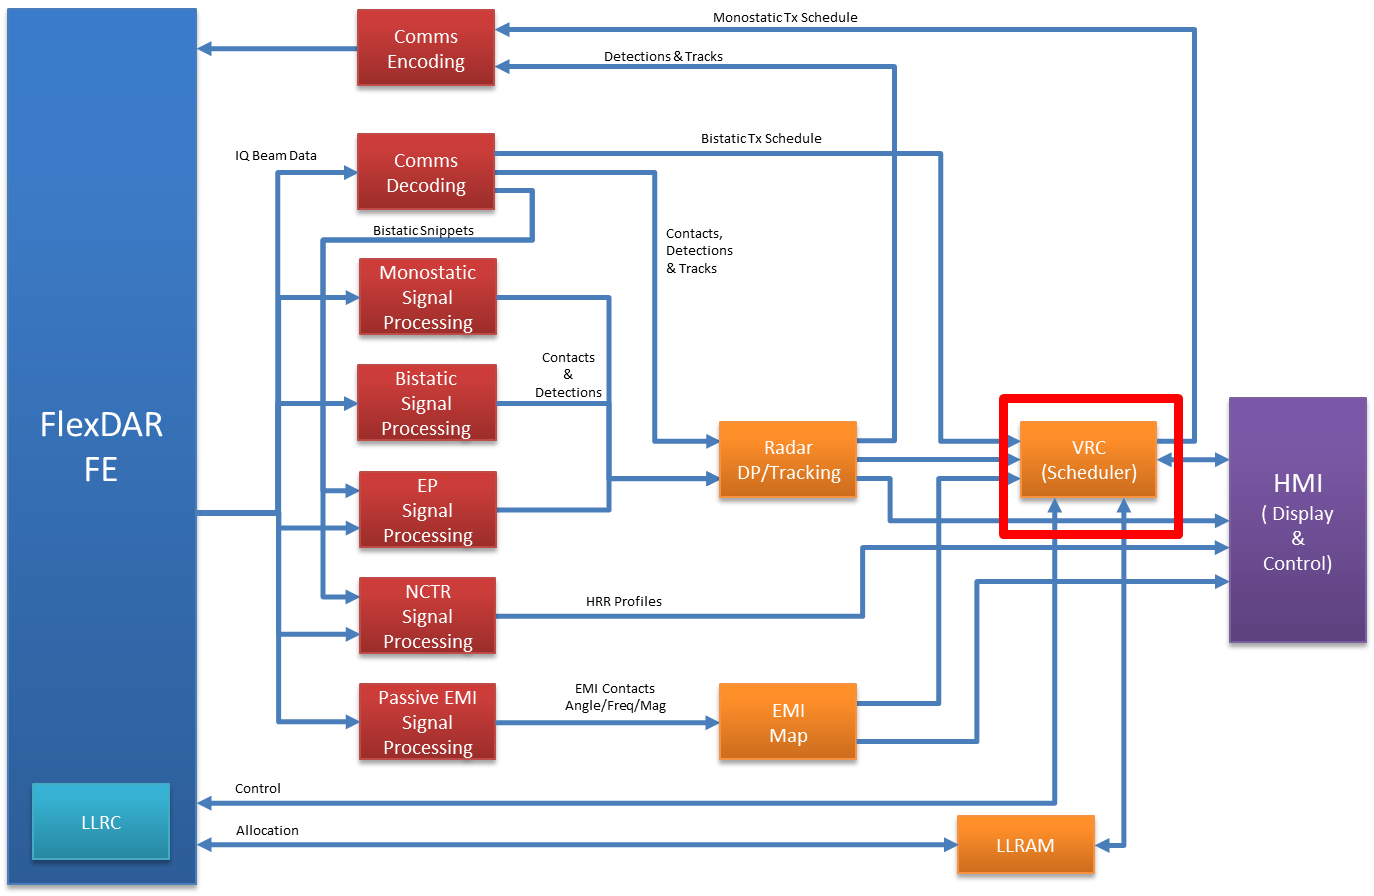 Monostatic Tx Schedule
Comms
Encoding
Detections & Tracks
Bistatic Tx Schedule
IQ Beam Data
Comms
Decoding
Bistatic Snippets
Contacts,
Detections
& Tracks
Monostatic
Signal
Processing
Contacts
&
Detections
Bistatic
Signal
Processing
FlexDAR
FE
Radar
DP/Tracking
VRC
(Scheduler)
HMI
( Display
&
Control)
EP
Signal
Processing
NCTR
Signal
Processing
HRR Profiles
Passive EMI
Signal
Processing
EMI Contacts
Angle/Freq/Mag
EMI
Map
Control
LLRC
Allocation
LLRAM